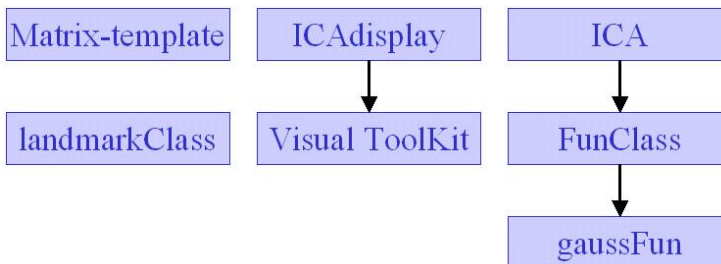 Matrix-template
ICAdisplay
ICA
landmarkClass
Visual ToolKit
FunClass
gaussFun